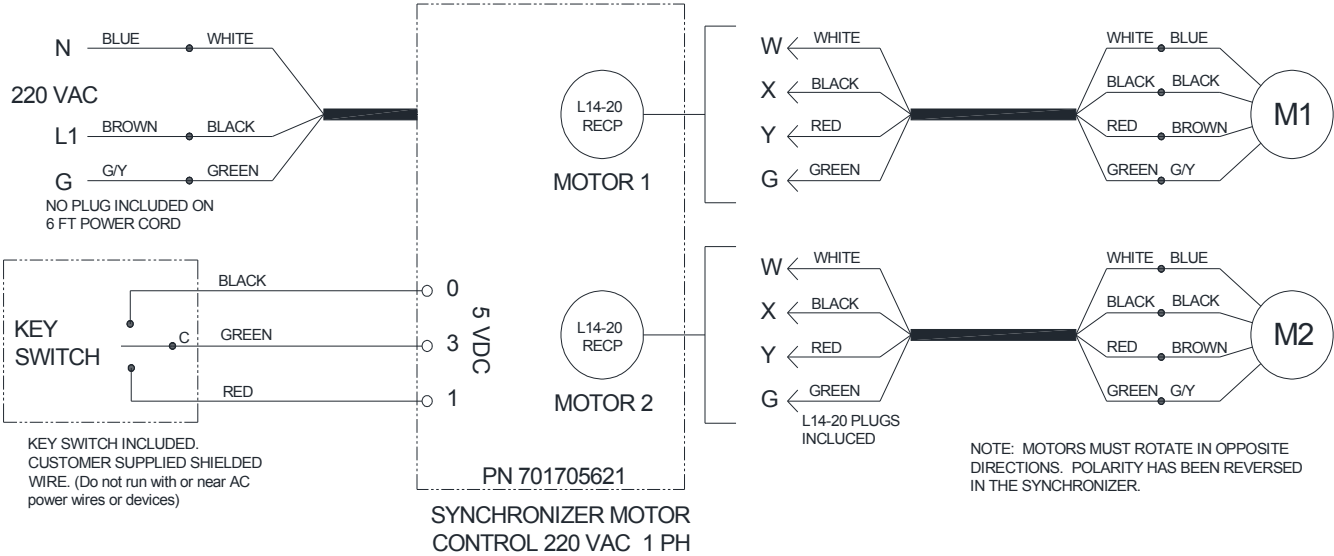 N BLUE WHITE
220 VAC
L1 BROWN BLACK
G G/Y GREEN
NO PLUG INCLUDED ON
6 FT POWER CORD
KEY
SWITCH
C
BLACK
GREEN
RED
KEY SWITCH INCLUDED.
CUSTOMER SUPPLIED SHIELDED
WIRE. (Do not run with or near AC
power wires or devices)
0
3
1
5 VDC
L14-20
RECP
MOTOR 1
L14-20
RECP
MOTOR 2
PN 701705621
SYNCHRONIZER MOTOR
CONTROL 220 VAC 1 PH
W WHITE WHITE BLUE
X BLACK BLACK BLACK
Y RED RED BROWN
G GREEN GREEN G/Y
M1
W WHITE WHITE BLUE
X BLACK BLACK BLACK
Y RED RED BROWN
G GREEN GREEN G/Y
M2
L14-20 PLUGS
INCLUCED
NOTE: MOTORS MUST ROTATE IN OPPOSITE
DIRECTIONS. POLARITY HAS BEEN REVERSED
IN THE SYNCHRONIZER.